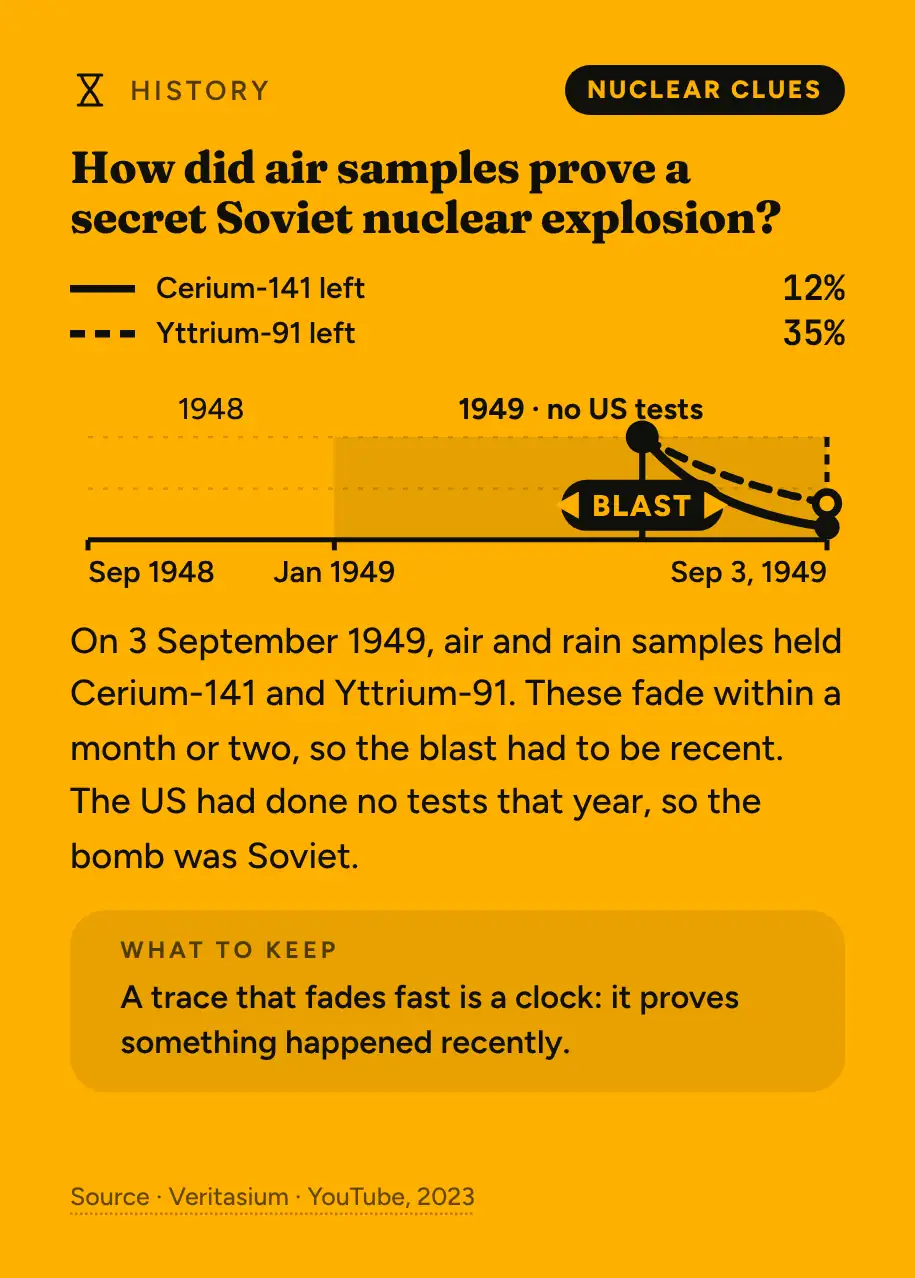 HISTORY
NUCLEAR CLUES
How did air samples prove a
secret Soviet nuclear explosion?
Cerium-141 left 12%
Yttrium-91 left 35%
1948 1949 · no US tests
BLAST
Sep 1948 Jan 1949 Sep 3, 1949
On 3 September 1949, air and rain samples held
Cerium-141 and Yttrium-91. These fade within a
month or two, so the blast had to be recent.
The US had done no tests that year, so the
bomb was Soviet.
WHAT TO KEEP
A trace that fades fast is a clock: it proves
something happened recently.
Source · Veritasium · YouTube, 2023